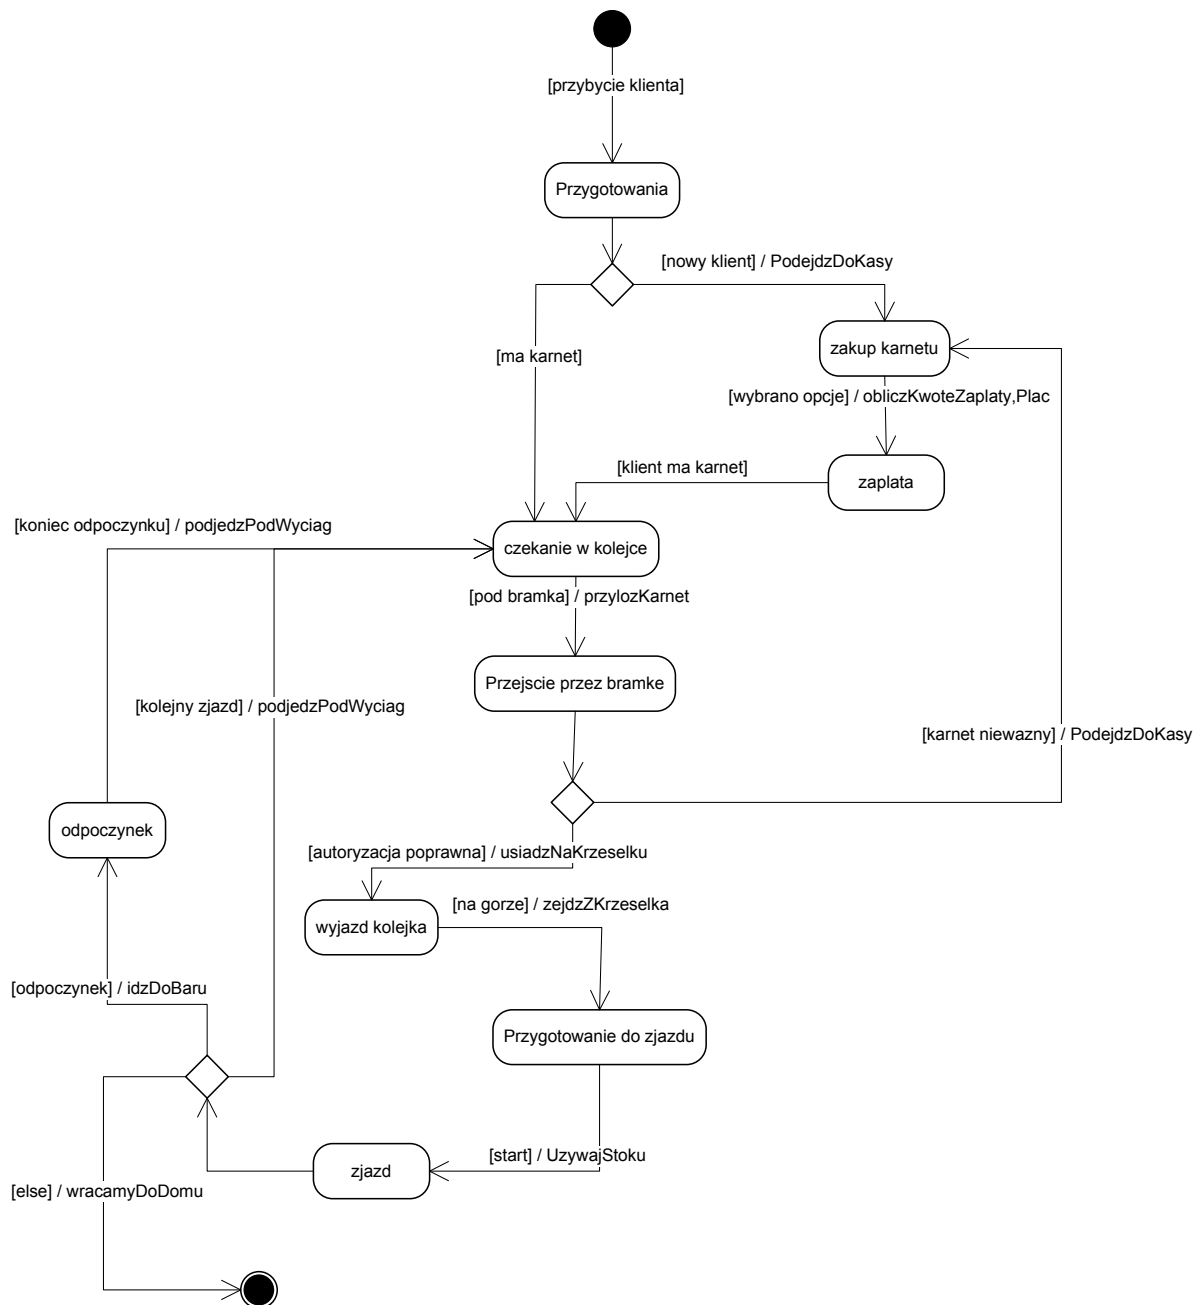 [przybycie klienta]
Przygotowania
[nowy klient] / PodejdzDoKasy
zakup karnetu
[ma karnet]
[wybrano opcje] / obliczKwoteZaplaty,Plac
[klient ma karnet]
zaplata
[koniec odpoczynku] / podjedzPodWyciag
czekanie w kolejce
[pod bramka] / przylozKarnet
Przejscie przez bramke
[kolejny zjazd] / podjedzPodWyciag
[karnet niewazny] / PodejdzDoKasy
odpoczynek
[autoryzacja poprawna] / usiadzNaKrzeselku
[na gorze] / zejdzZKrzeselka
wyjazd kolejka
[odpoczynek] / idzDoBaru
Przygotowanie do zjazdu
[start] / UzywajStoku
zjazd
[else] / wracamyDoDomu